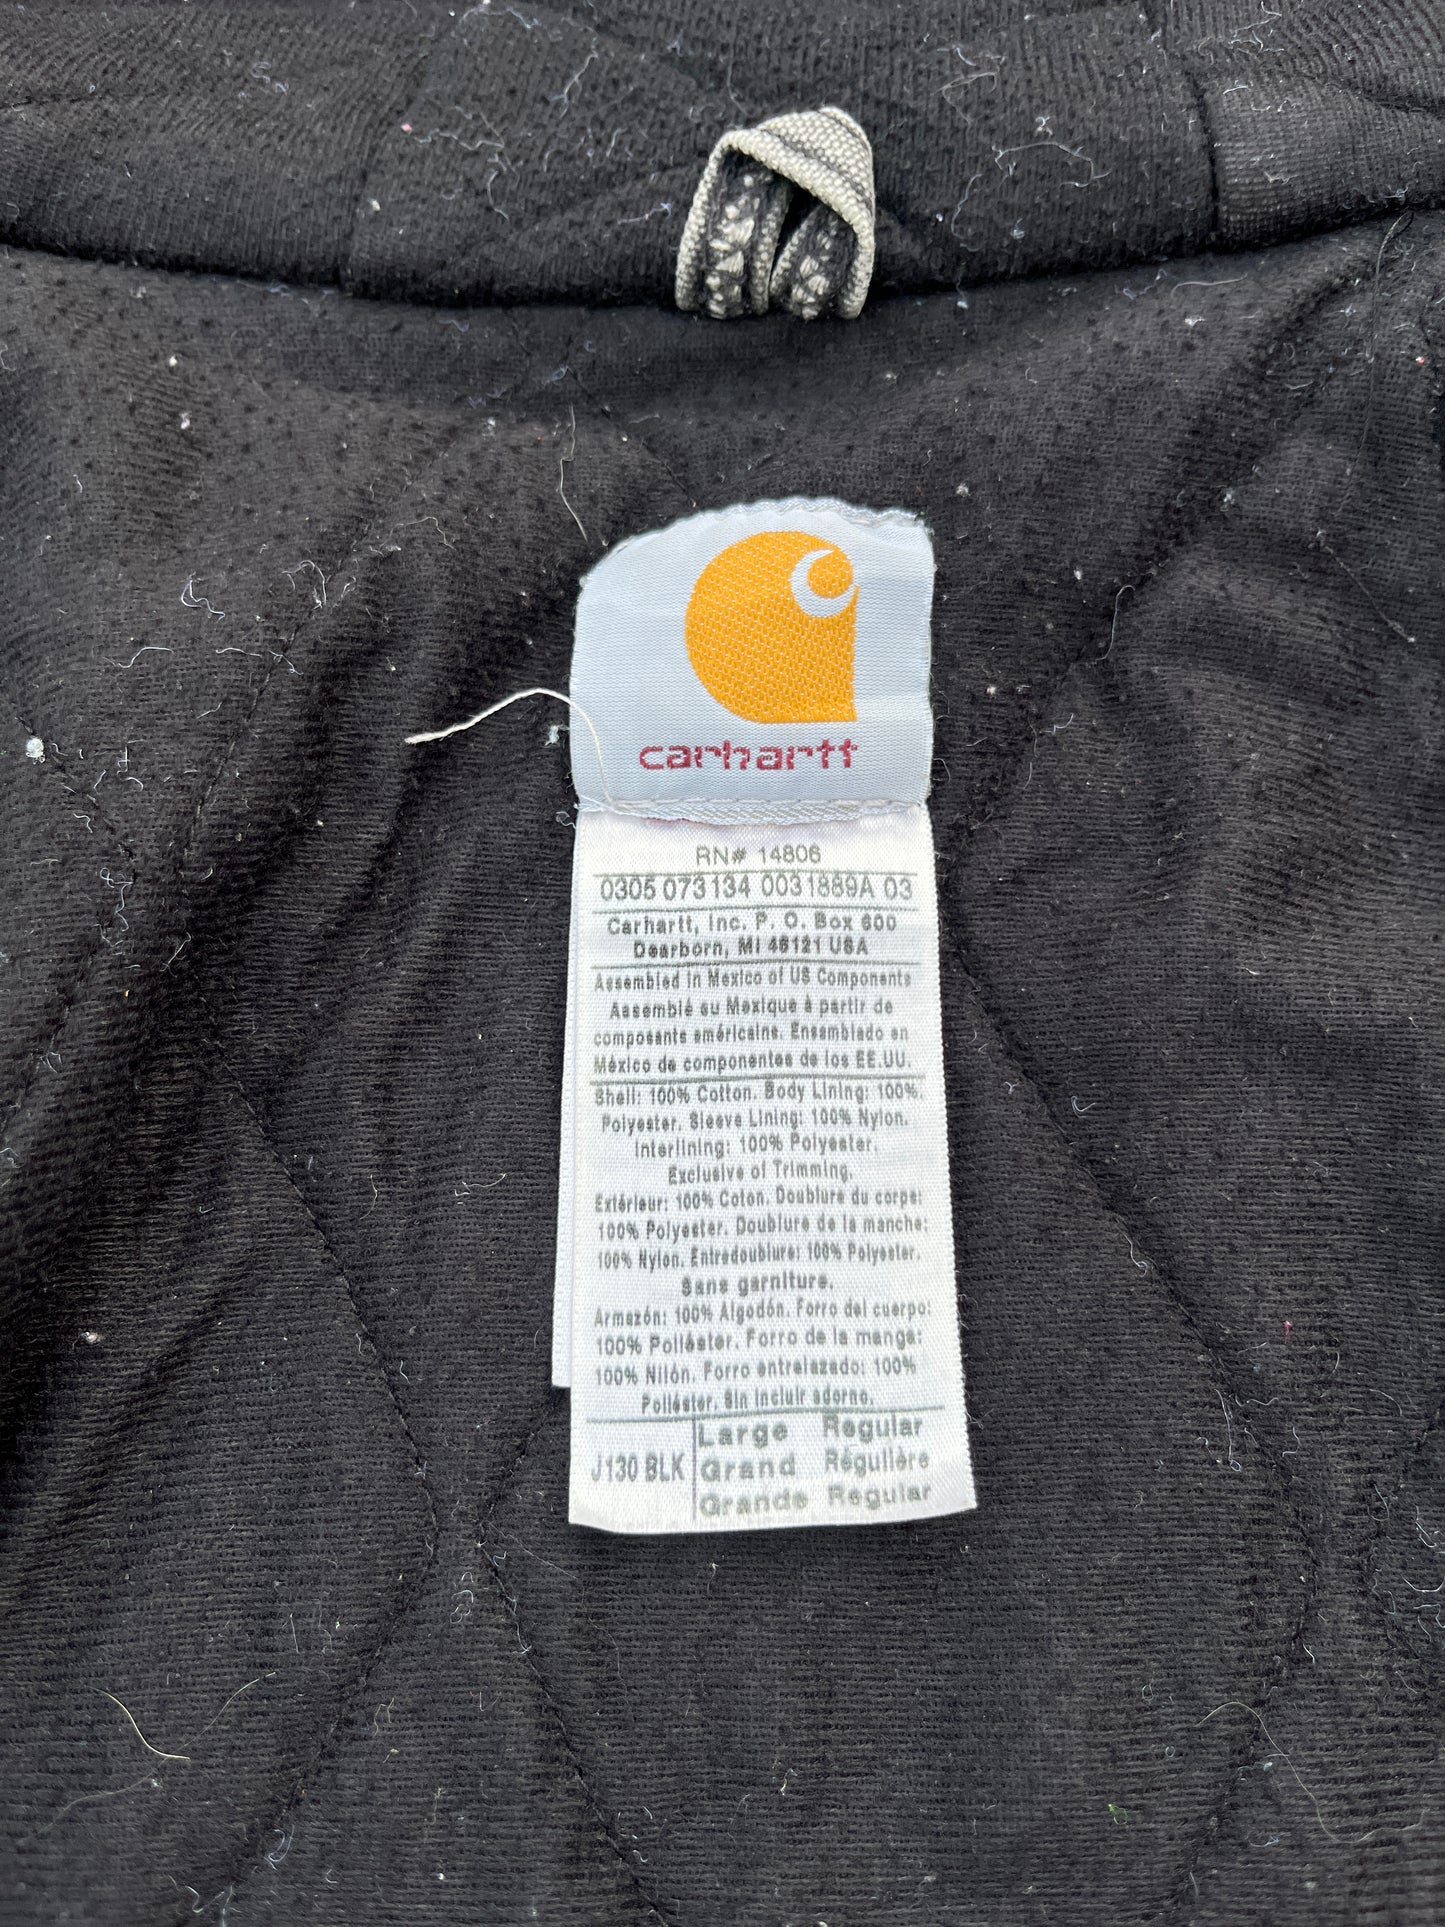 carhartt
RN# 14806
0305 073134 0031889A 03
Carhartt, Inc. P. O. Box 600
Dearborn, MI 48121 USA
Assembled in Mexico of US Components
Assemblé au Mexique à partir de
composants américains. Ensamblado en
México de componentes de los EE.UU.
Shell: 100% Cotton. Body Lining: 100%
Polyester. Sleeve Lining: 100% Nylon.
Interlining: 100% Polyester.
Exclusive of Trimming.
Extérieur: 100% Coton. Doublure du corps:
100% Polyester. Doublure de la manche:
100% Nylon. Entredoublure: 100% Polyester.
Sans garniture.
Armazón: 100% Algodón. Forro del cuerpo:
100% Poliéster. Forro de la manga:
100% Nilón. Forro entrelazado: 100%
Poliéster. Sin incluir adorno.
J130 BLK
Large Regular
Grand Régulière
Grande Regular